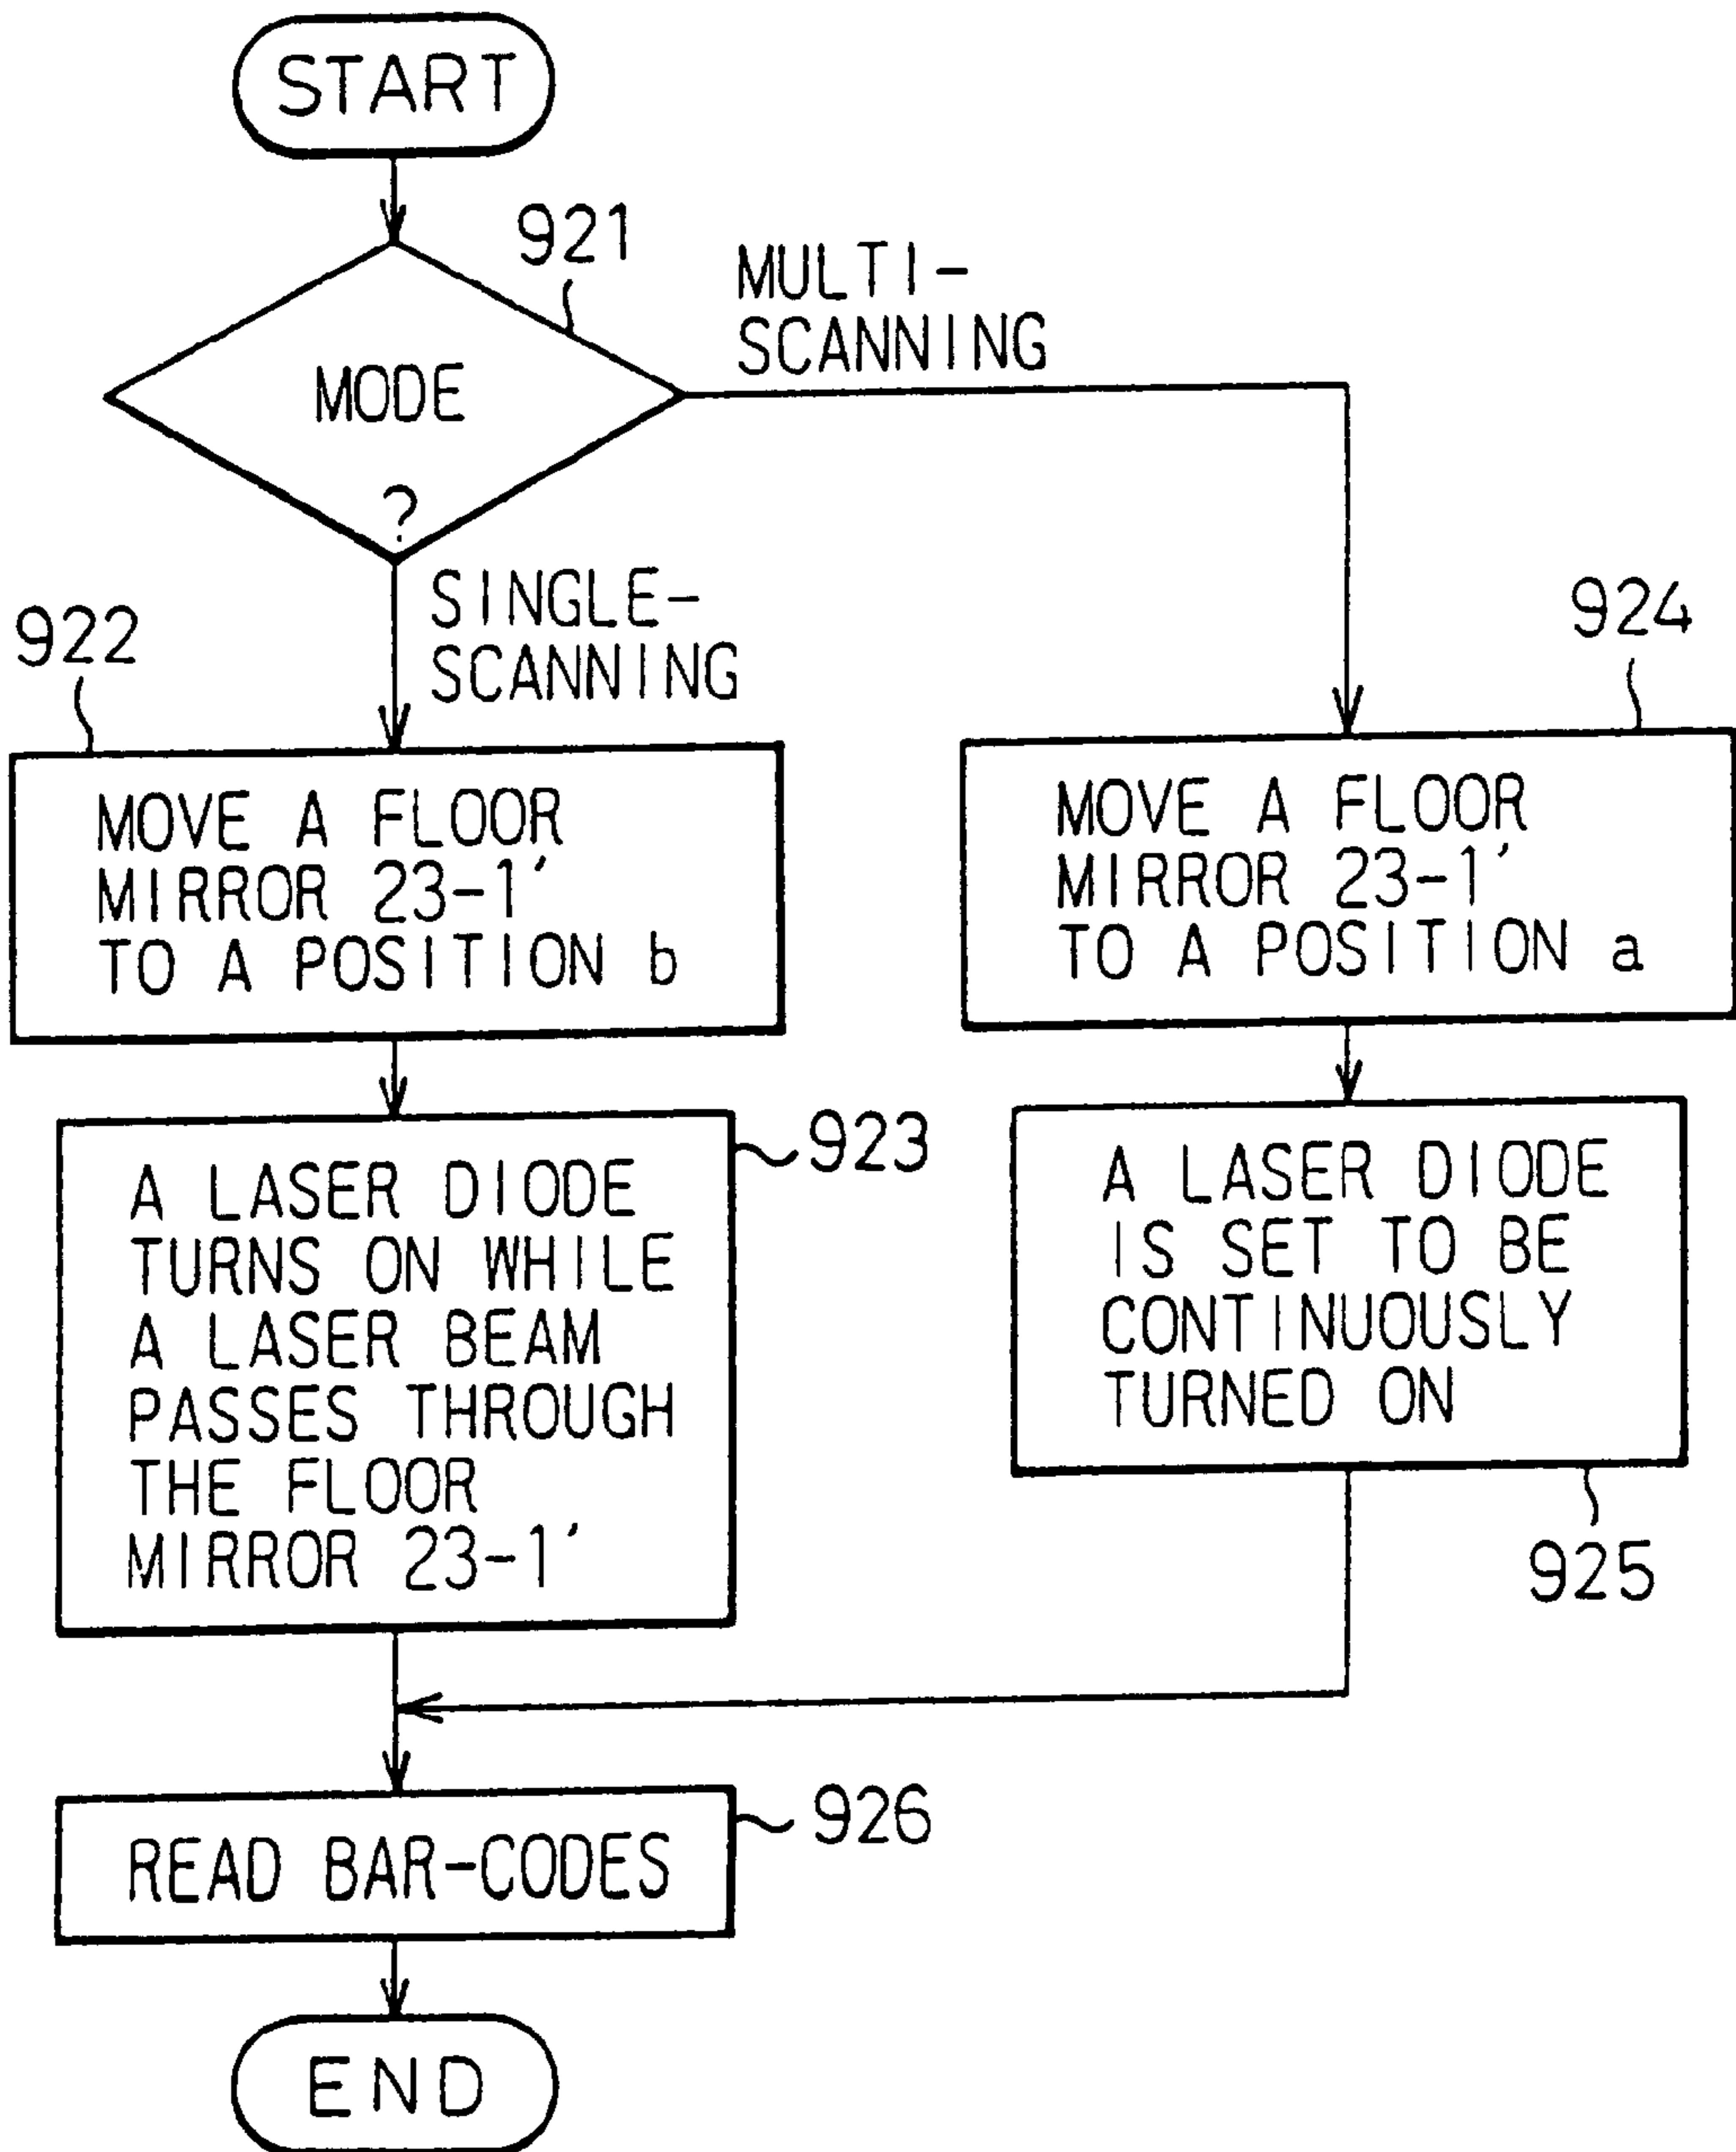 START
921
MODE
?
MULTI-
SCANNING
SINGLE-
SCANNING
922
MOVE A FLOOR
MIRROR 23-1′
TO A POSITION b
924
MOVE A FLOOR
MIRROR 23-1′
TO A POSITION a
923
A LASER DIODE
TURNS ON WHILE
A LASER BEAM
PASSES THROUGH
THE FLOOR
MIRROR 23-1′
A LASER DIODE
IS SET TO BE
CONTINUOUSLY
TURNED ON
925
926
READ BAR-CODES
END